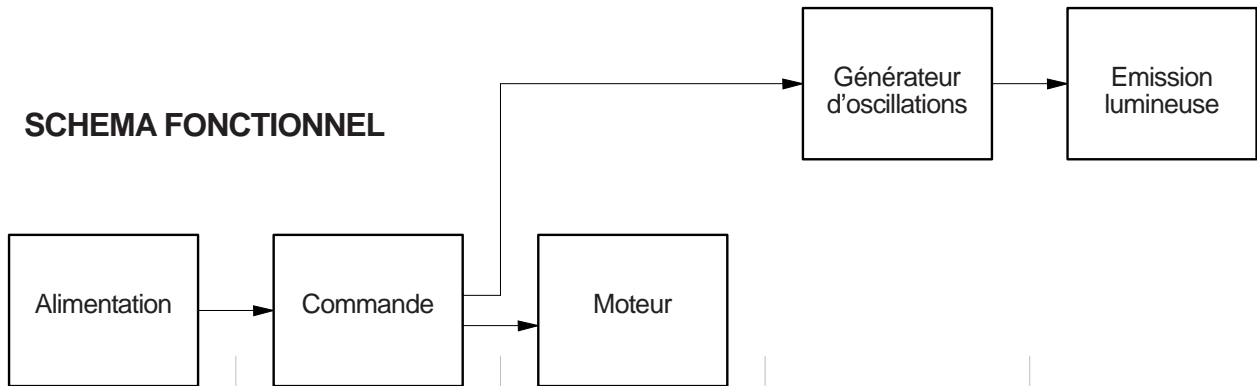 Générateur
d'oscillations
Emission
lumineuse
SCHEMA FONCTIONNEL
Alimentation
Commande
Moteur